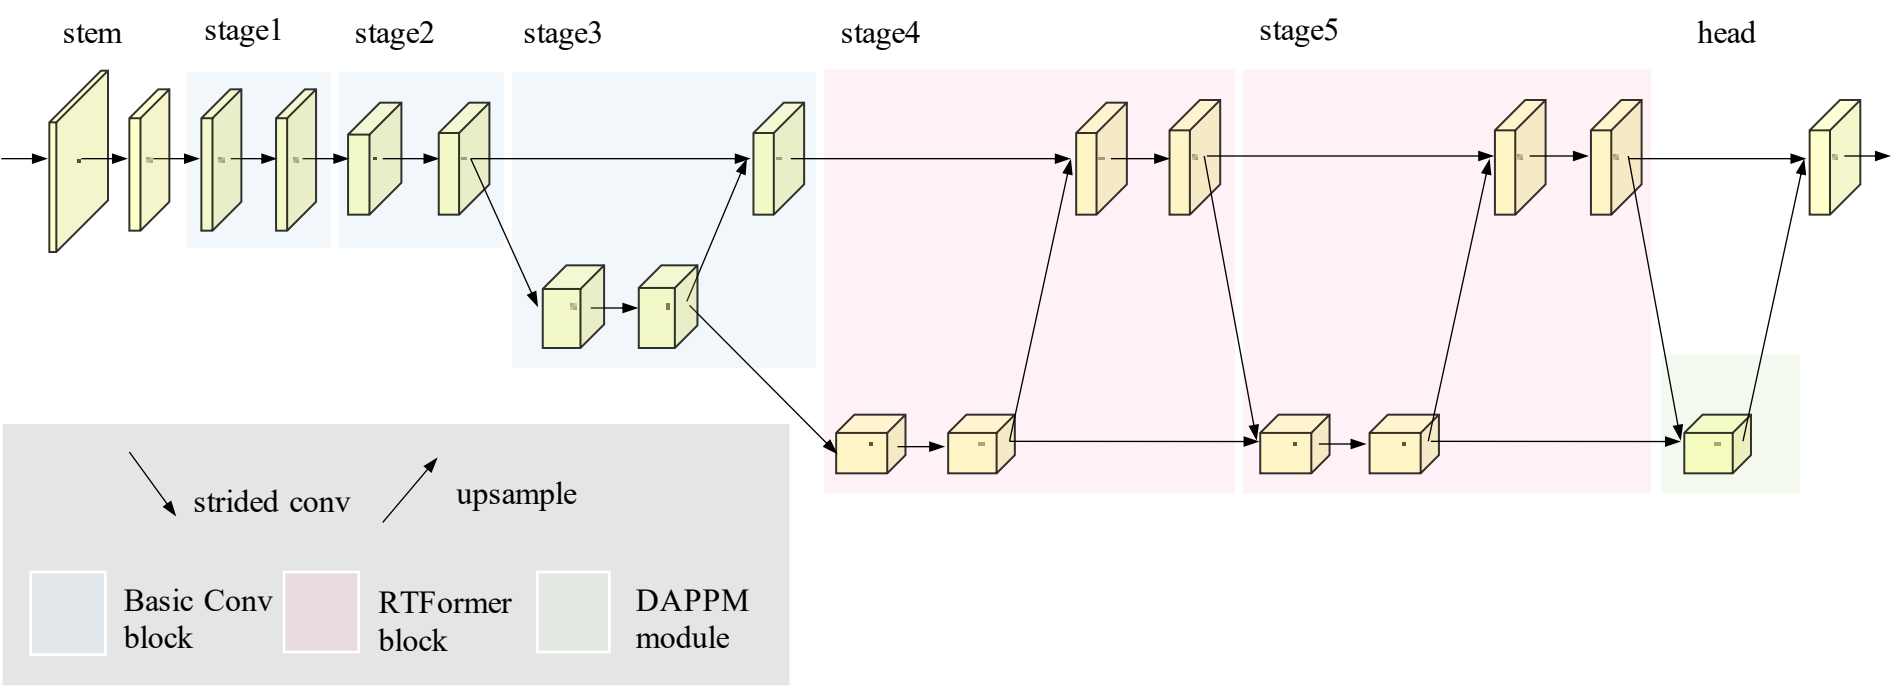 stem
stage1
stage2
stage3
stage4
stage5
head
strided conv
upsample
Basic Conv
block
RTFormer
block
DAPPM
module